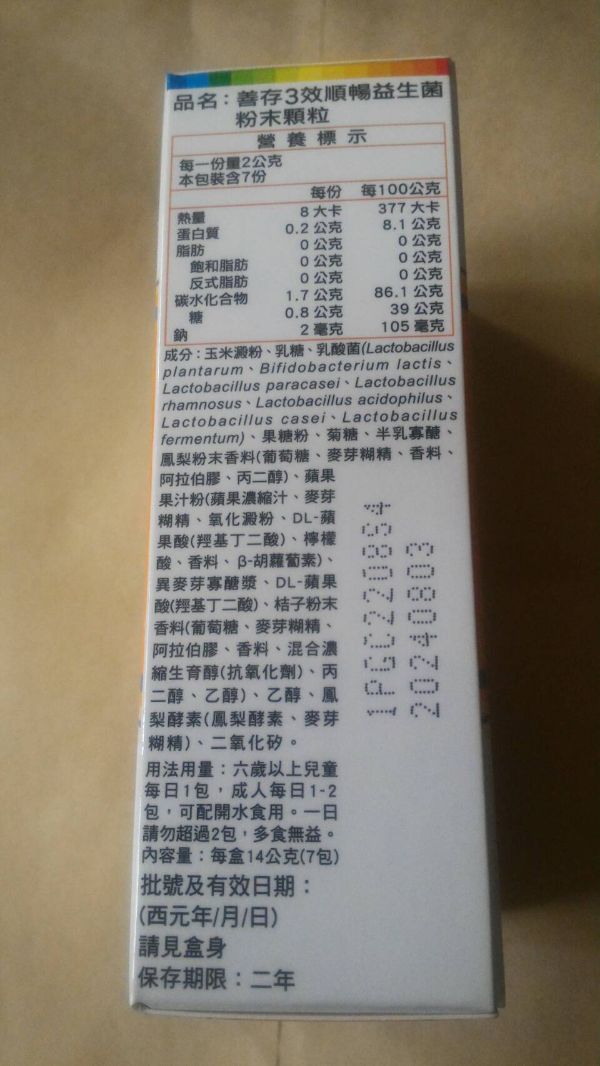 品名：善存3效順暢益生菌
粉末顆粒
營養標示
每一份量2公克
本包裝含7份
每份 每100公克
熱量 8大卡 377大卡
蛋白質 0.2公克 8.1公克
脂肪 0公克 0公克
飽和脂肪 0公克 0公克
反式脂肪 0公克 0公克
碳水化合物 1.7公克 86.1公克
糖 0.8公克 39公克
鈉 2毫克 105毫克
成分：玉米澱粉、乳糖、乳酸菌(Lactobacillus
plantarum、Bifidobacterium lactis、
Lactobacillus paracasei、Lactobacillus
rhamnosus、Lactobacillus acidophilus、
Lactobacillus casei、Lactobacillus
fermentum)、果糖粉、菊糖、半乳寡醣、
鳳梨粉末香料(葡萄糖、麥芽糊精、香料、
阿拉伯膠、丙二醇)、蘋果
果汁粉(蘋果濃縮汁、麥芽
糊精、氧化澱粉、DL-蘋
果酸(羥基丁二酸)、檸檬
酸、香料、β-胡蘿蔔素)、
異麥芽寡醣漿、DL-蘋果
酸(羥基丁二酸)、桔子粉末
香料(葡萄糖、麥芽糊精、
阿拉伯膠、香料、混合濃
縮生育醇(抗氧化劑)、丙
二醇、乙醇)、乙醇、鳳
梨酵素(鳳梨酵素、麥芽
糊精)、二氧化矽。
用法用量：六歲以上兒童
每日1包，成人每日1-2
包，可配開水食用。一日
請勿超過2包，多食無益。
內容量：每盒14公克(7包)
批號及有效日期：
(西元年/月/日)
請見盒身
保存期限：二年
20240803